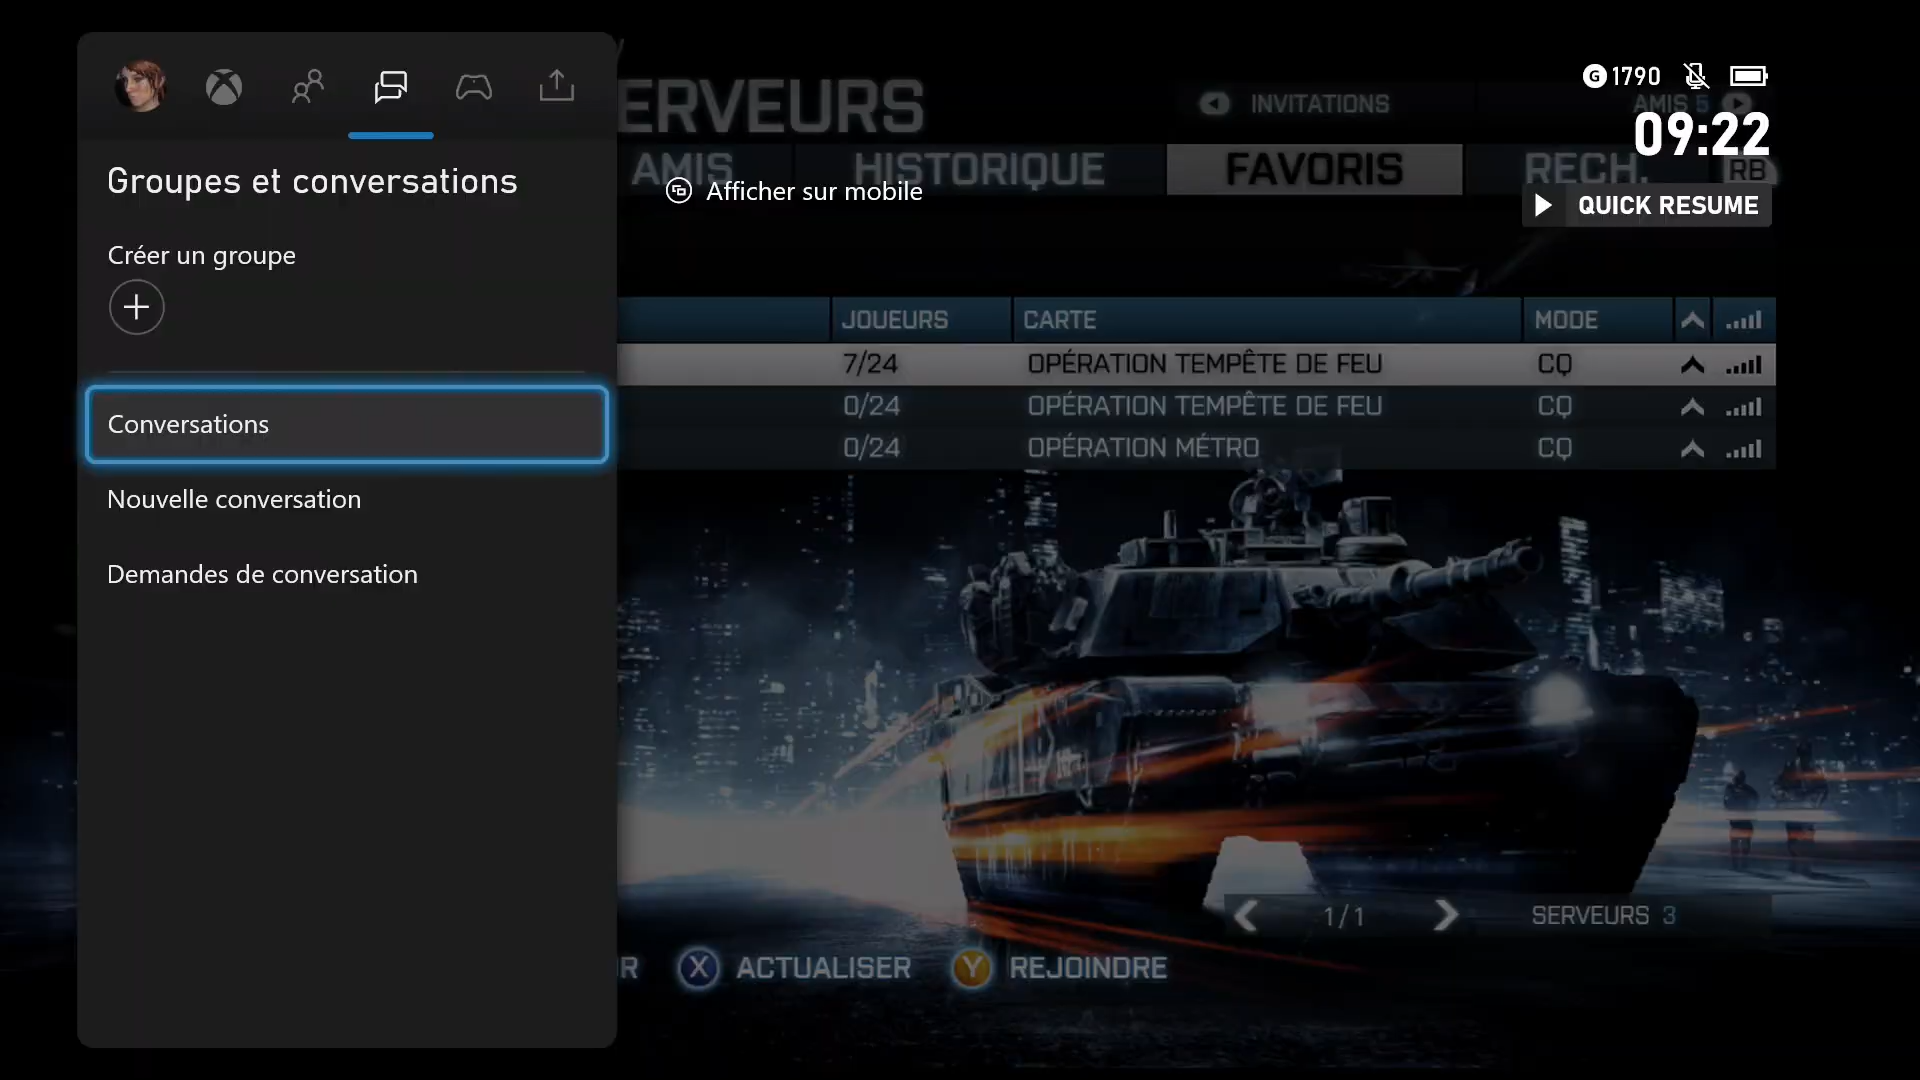 Groupes et conversations
Créer un groupe
Conversations
Nouvelle conversation
Demandes de conversation
Afficher sur mobile
G 1790
09:22
QUICK RESUME
ERVEURS
INVITATIONS
AMIS 5
AMIS
HISTORIQUE
FAVORIS
RECH.
RB
JOUEURS CARTE MODE
7/24 OPÉRATION TEMPÊTE DE FEU CQ
0/24 OPÉRATION TEMPÊTE DE FEU CQ
0/24 OPÉRATION MÉTRO CQ
1/1
SERVEURS 3
R
X ACTUALISER
Y REJOINDRE